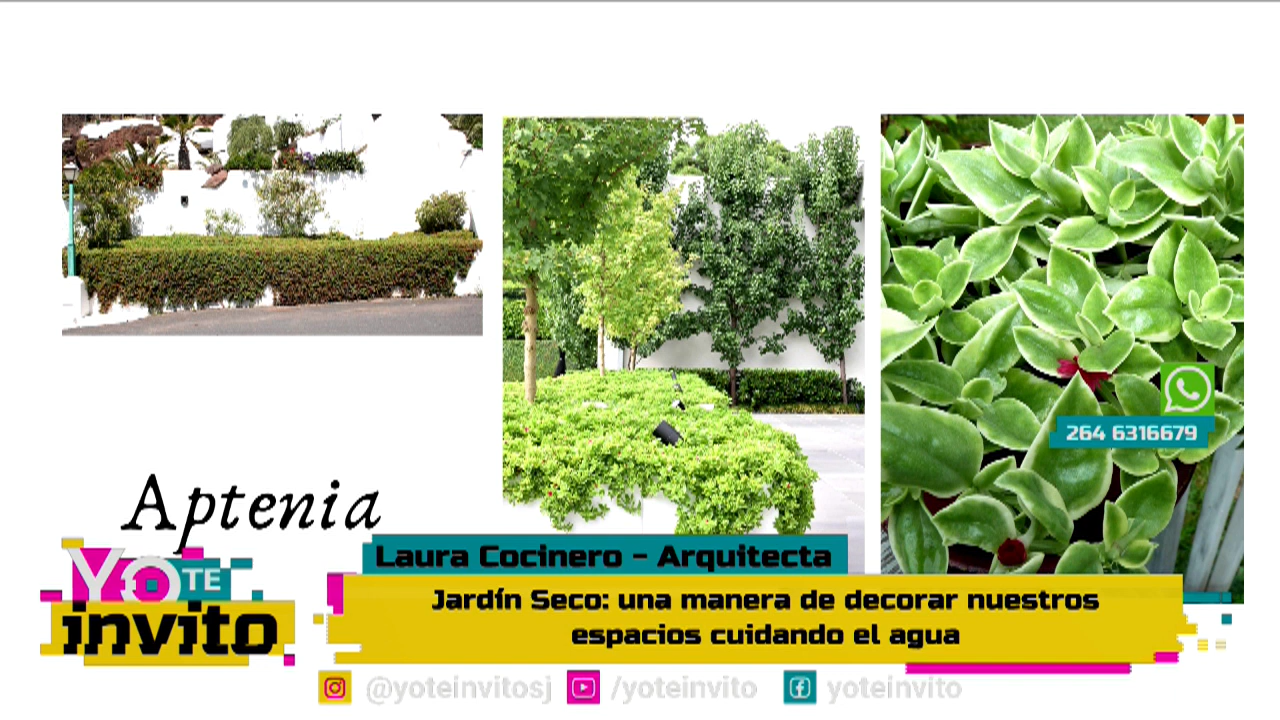 264 6316679
Aptenia
YO TE
invito
Laura Cocinero - Arquitecta
Jardín Seco: una manera de decorar nuestros
espacios cuidando el agua
@yoteinvitosj
/yoteinvito
yoteinvito